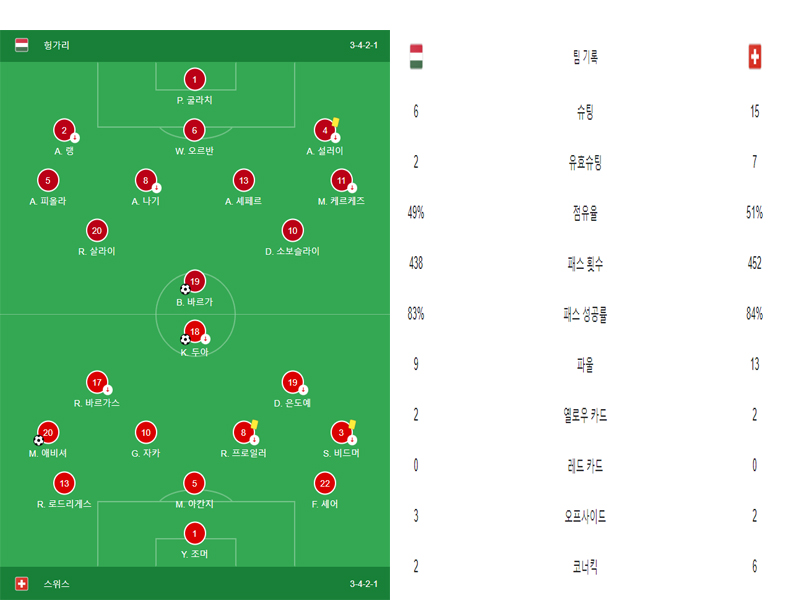 헝가리 3-4-2-1
1
P. 굴라치
2 6 4
A. 랭 W. 오르반 A. 설러이
5 8 13 11
A. 피올라 A. 나기 A. 셰페르 M. 케르케즈
20 10
R. 살라이 D. 소보슬라이
19
B. 바르가
18
K. 두아
17 19
R. 바르가스 D. 은도예
20 10 8 3
M. 애비셔 G. 자카 R. 프로일러 S. 비드머
13 5 22
R. 로드리게스 M. 아칸지 F. 셰어
1
Y. 조머
스위스 3-4-2-1
팀 기록
6 슈팅 15
2 유효슈팅 7
49% 점유율 51%
438 패스 횟수 452
83% 패스 성공률 84%
9 파울 13
2 옐로우 카드 2
0 레드 카드 0
3 오프사이드 2
2 코너킥 6